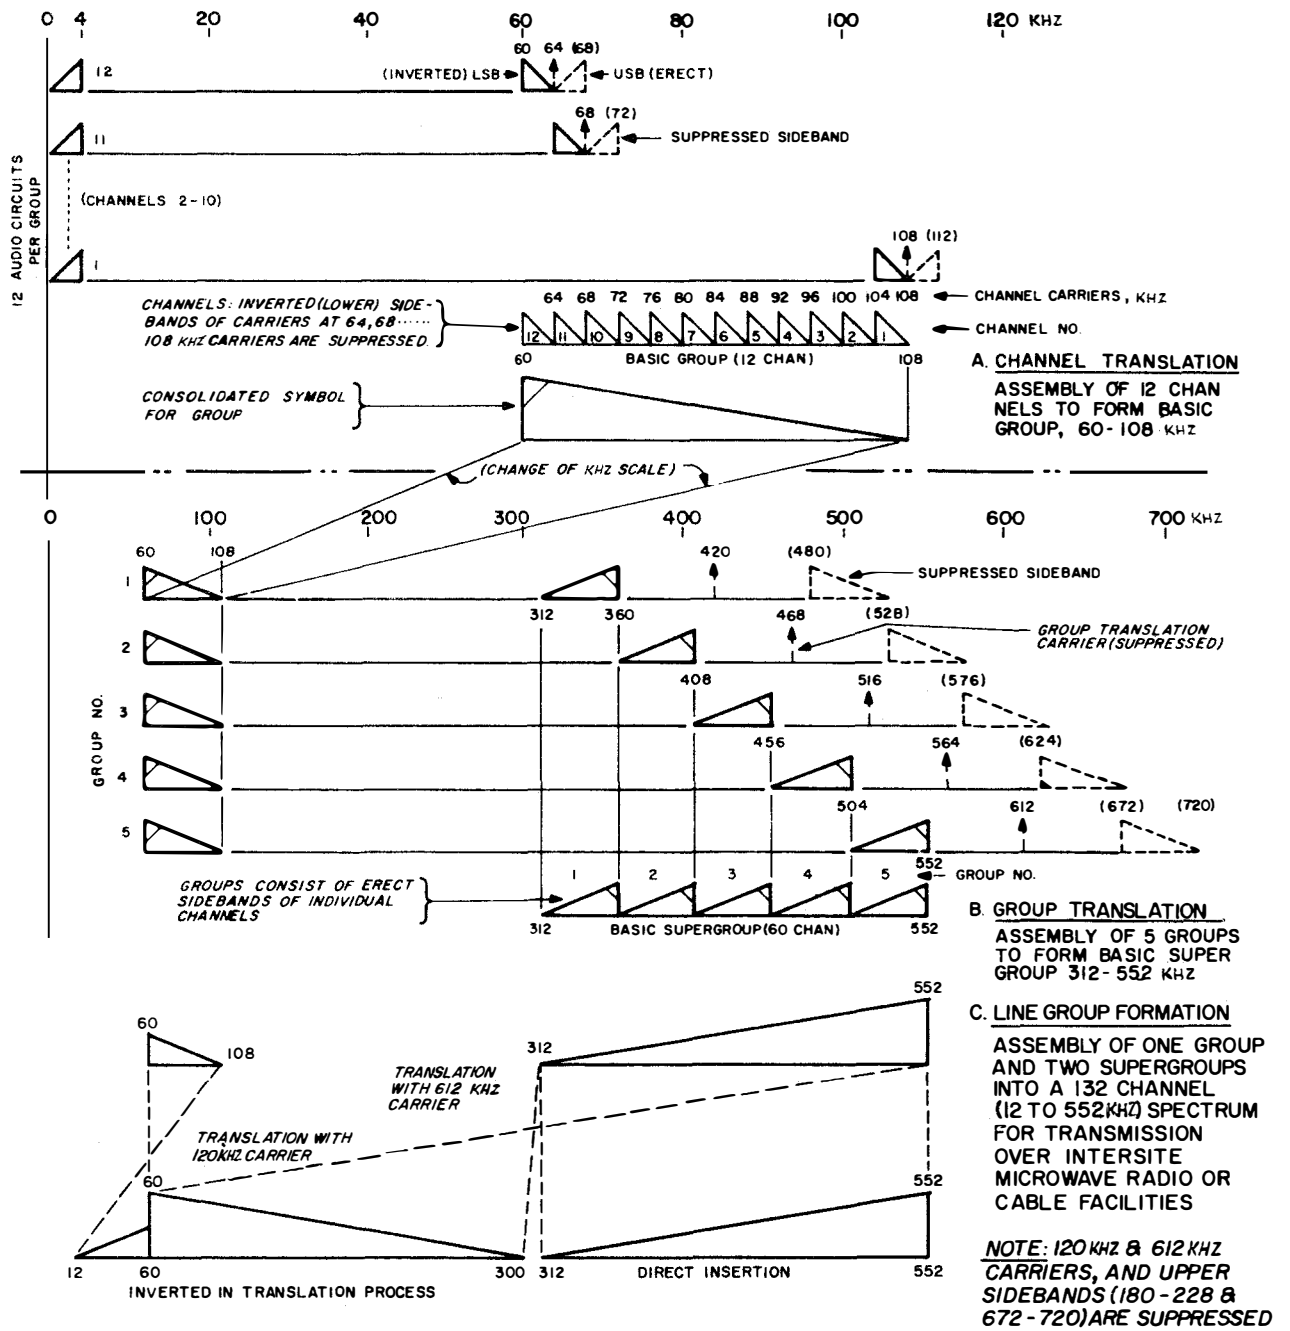 0 4 20 40 60 80 100 120 KHZ
60 64 (68)
12 (INVERTED) LSB USB (ERECT)
68 (72)
11 SUPPRESSED SIDEBAND
12 AUDIO CIRCUITS
PER GROUP
(CHANNELS 2-10)
108 (112)
1
CHANNELS: INVERTED (LOWER) SIDE-
BANDS OF CARRIERS AT 64,68······
108 KHZ CARRIERS ARE SUPPRESSED.
64 68 72 76 80 84 88 92 96 100 104 108 CHANNEL CARRIERS, KHZ
12 11 10 9 8 7 6 5 4 3 2 1 CHANNEL NO.
60 BASIC GROUP (12 CHAN) 108
A. CHANNEL TRANSLATION
ASSEMBLY OF 12 CHAN
NELS TO FORM BASIC
GROUP, 60-108 KHZ
CONSOLIDATED SYMBOL
FOR GROUP
(CHANGE OF KHZ SCALE)
0 100 200 300 400 500 600 700 KHZ
60 108 420 (480)
1 SUPPRESSED SIDEBAND
312 360 468 (528)
2 GROUP TRANSLATION
CARRIER (SUPPRESSED)
408 516 (576)
3
GROUP NO.
456 564 (624)
4
504 612 (672) (720)
5
552
1 2 3 4 5 GROUP NO.
GROUPS CONSIST OF ERECT
SIDEBANDS OF INDIVIDUAL
CHANNELS
312 BASIC SUPERGROUP (60 CHAN) 552
B. GROUP TRANSLATION
ASSEMBLY OF 5 GROUPS
TO FORM BASIC SUPER
GROUP 312-552 KHZ
552
60
108
312
TRANSLATION
WITH 612 KHZ
CARRIER
TRANSLATION WITH
120KHZ CARRIER
60 552
12 60 300 312 DIRECT INSERTION 552
INVERTED IN TRANSLATION PROCESS
C. LINE GROUP FORMATION
ASSEMBLY OF ONE GROUP
AND TWO SUPERGROUPS
INTO A 132 CHANNEL
(12 TO 552 KHZ) SPECTRUM
FOR TRANSMISSION
OVER INTERSITE
MICROWAVE RADIO OR
CABLE FACILITIES
NOTE: 120 KHZ & 612 KHZ
CARRIERS, AND UPPER
SIDEBANDS (180-228 &
672-720) ARE SUPPRESSED